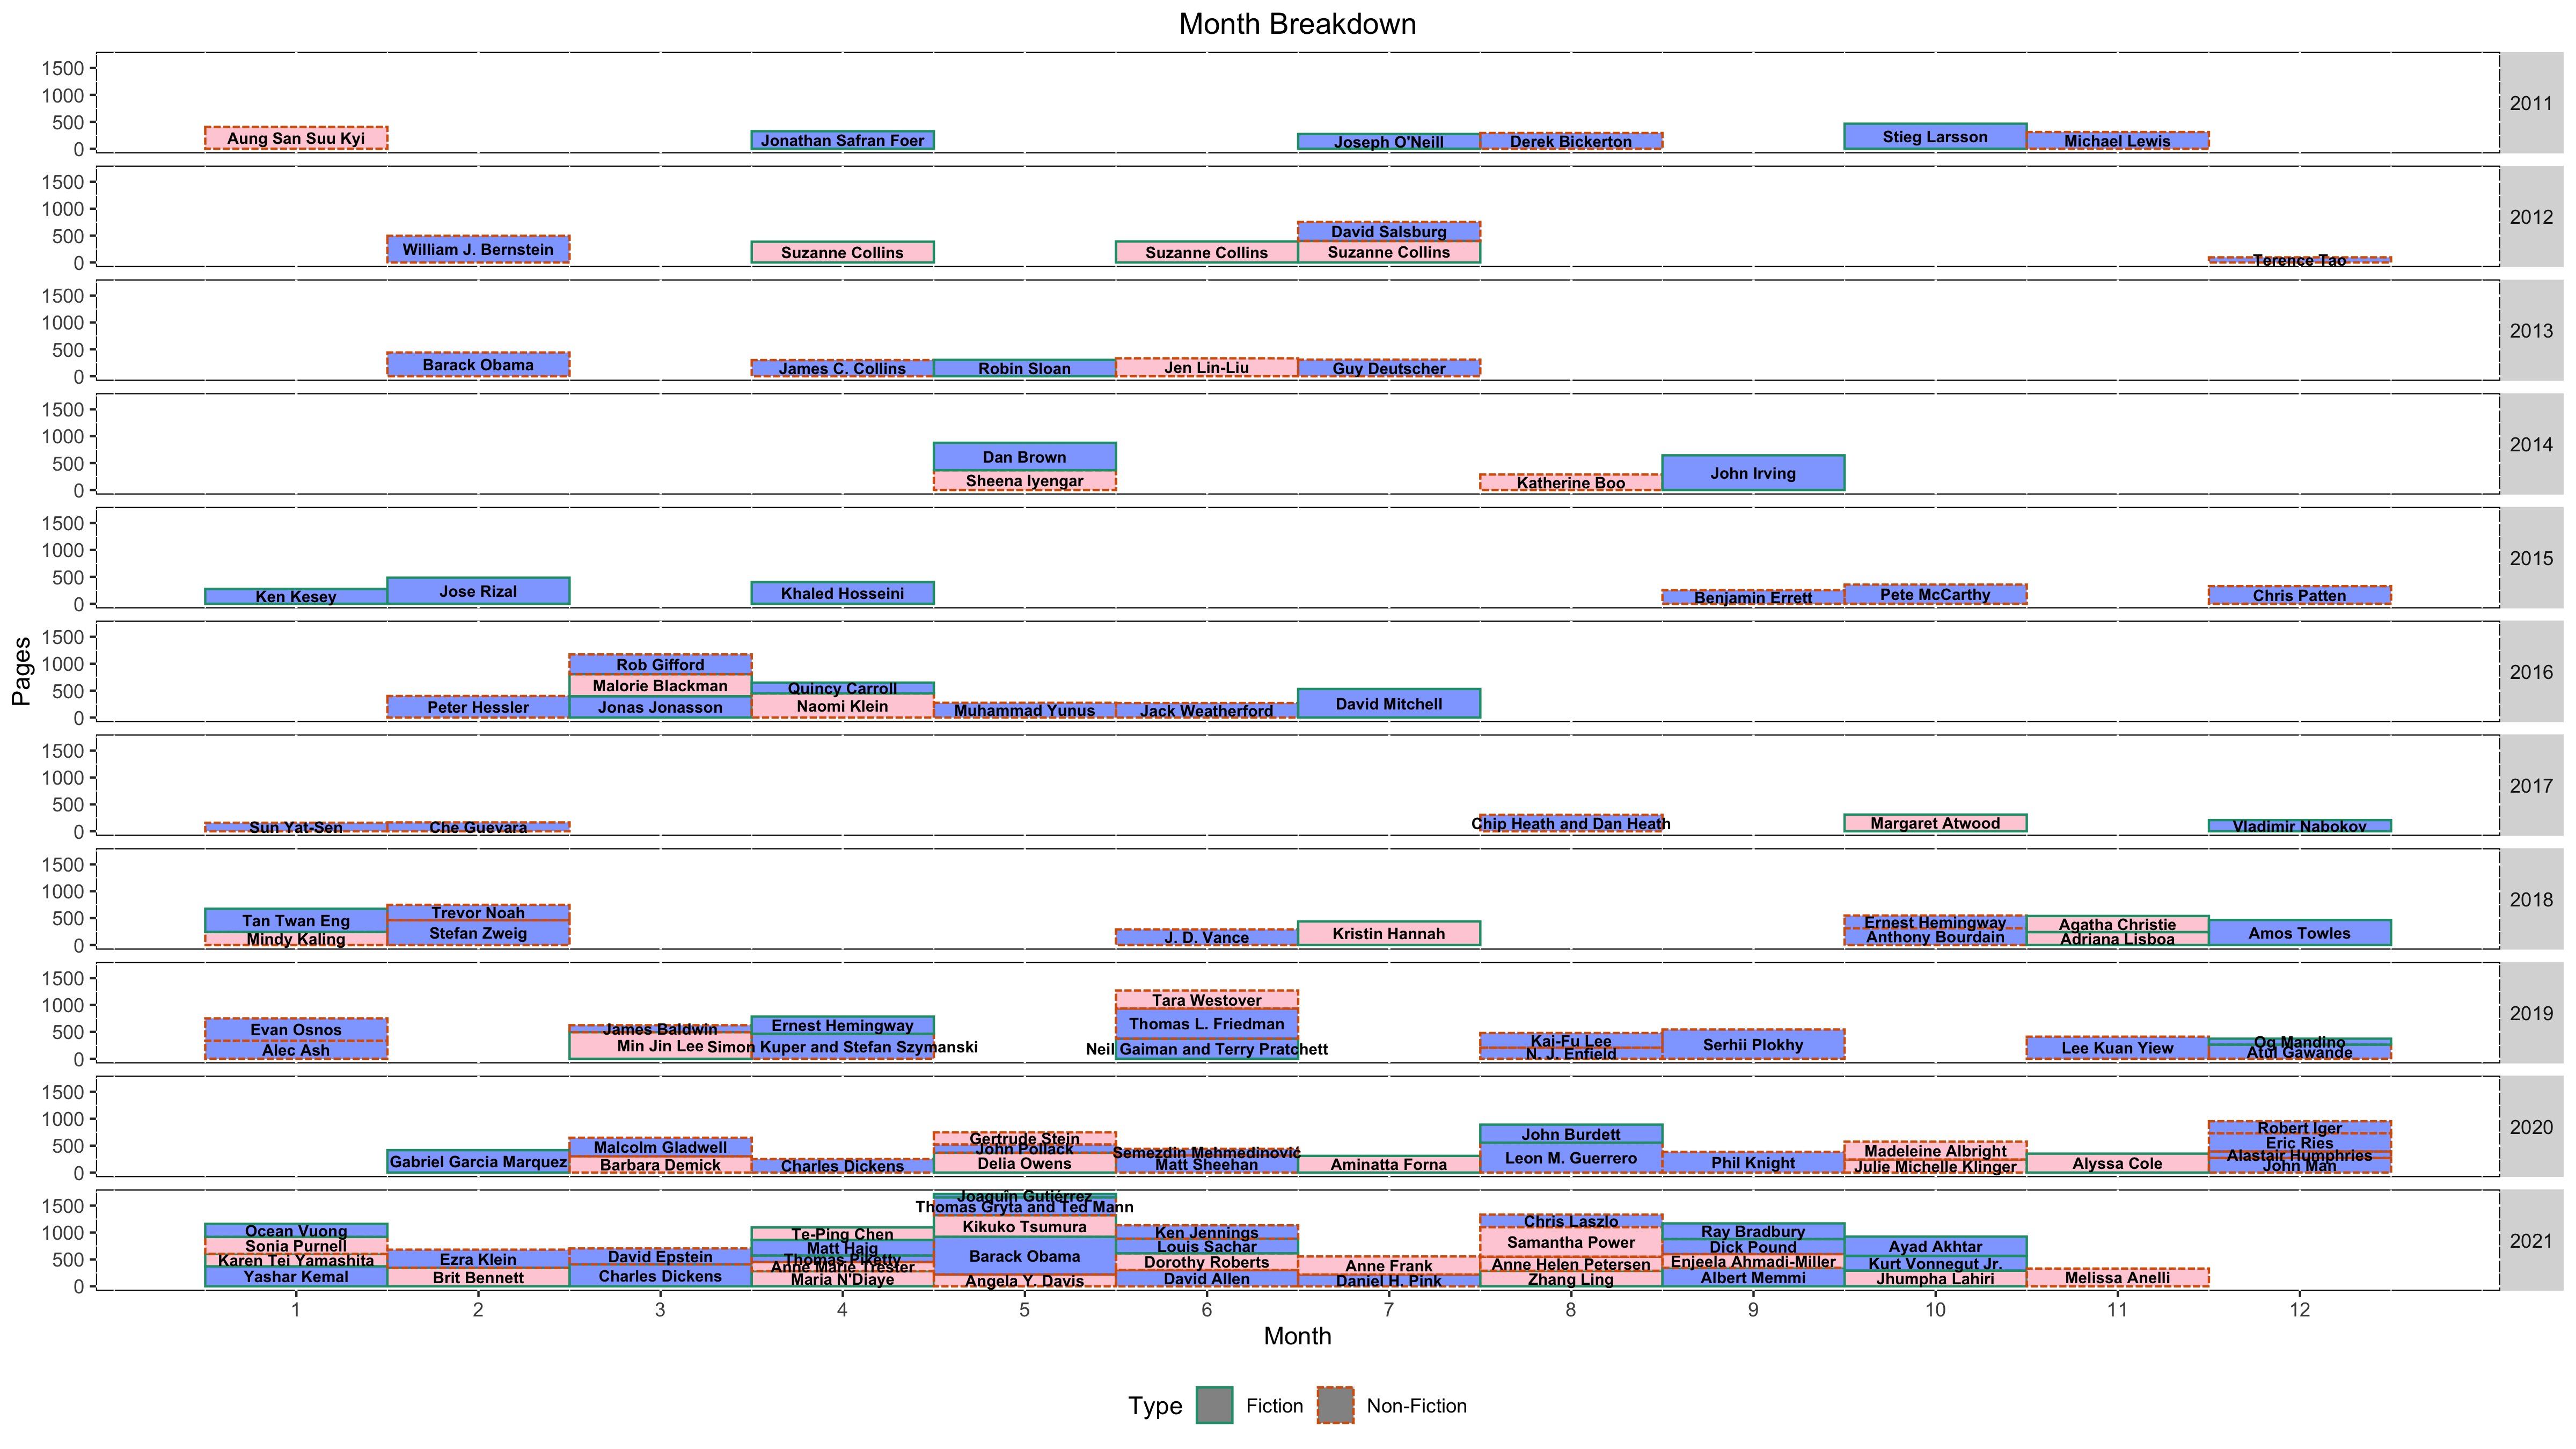 Month Breakdown
Pages
1500
1000
500
0
Aung San Suu Kyi
Jonathan Safran Foer
Joseph O'Neill
Derek Bickerton
Stieg Larsson
Michael Lewis
2011
1500
1000
500
0
William J. Bernstein
Suzanne Collins
Suzanne Collins
David Salsburg
Suzanne Collins
Terence Tao
2012
1500
1000
500
0
Barack Obama
James C. Collins
Robin Sloan
Jen Lin-Liu
Guy Deutscher
2013
1500
1000
500
0
Dan Brown
Sheena Iyengar
Katherine Boo
John Irving
2014
1500
1000
500
0
Ken Kesey
Jose Rizal
Khaled Hosseini
Benjamin Errett
Pete McCarthy
Chris Patten
2015
1500
1000
500
0
Peter Hessler
Rob Gifford
Malorie Blackman
Jonas Jonasson
Quincy Carroll
Naomi Klein
Muhammad Yunus
Jack Weatherford
David Mitchell
2016
1500
1000
500
0
Sun Yat-Sen
Che Guevara
Chip Heath and Dan Heath
Margaret Atwood
Vladimir Nabokov
2017
1500
1000
500
0
Tan Twan Eng
Mindy Kaling
Trevor Noah
Stefan Zweig
J. D. Vance
Kristin Hannah
Ernest Hemingway
Anthony Bourdain
Agatha Christie
Adriana Lisboa
Amos Towles
2018
1500
1000
500
0
Evan Osnos
Alec Ash
James Baldwin
Min Jin Lee
Ernest Hemingway
Simon Kuper and Stefan Szymanski
Tara Westover
Thomas L. Friedman
Neil Gaiman and Terry Pratchett
Kai-Fu Lee
N. J. Enfield
Serhii Plokhy
Lee Kuan Yiew
Og Mandino
Atul Gawande
2019
1500
1000
500
0
Gabriel Garcia Marquez
Malcolm Gladwell
Barbara Demick
Charles Dickens
Gertrude Stein
John Pollack
Delia Owens
Semezdin Mehmedinović
Matt Sheehan
Aminatta Forna
John Burdett
Leon M. Guerrero
Phil Knight
Madeleine Albright
Julie Michelle Klinger
Alyssa Cole
Robert Iger
Eric Ries
Alastair Humphries
John Man
2020
1500
1000
500
0
Ocean Vuong
Sonia Purnell
Karen Tei Yamashita
Yashar Kemal
Ezra Klein
Brit Bennett
David Epstein
Charles Dickens
Te-Ping Chen
Matt Haig
Thomas Piketty
Anne Marie Trester
Maria N'Diaye
Joaquín Gutiérrez
Thomas Gryta and Ted Mann
Kikuko Tsumura
Barack Obama
Angela Y. Davis
Ken Jennings
Louis Sachar
Dorothy Roberts
David Allen
Anne Frank
Daniel H. Pink
Chris Laszlo
Samantha Power
Anne Helen Petersen
Zhang Ling
Ray Bradbury
Dick Pound
Enjeela Ahmadi-Miller
Albert Memmi
Ayad Akhtar
Kurt Vonnegut Jr.
Jhumpha Lahiri
Melissa Anelli
2021
1 2 3 4 5 6 7 8 9 10 11 12
Month
Type Fiction Non-Fiction